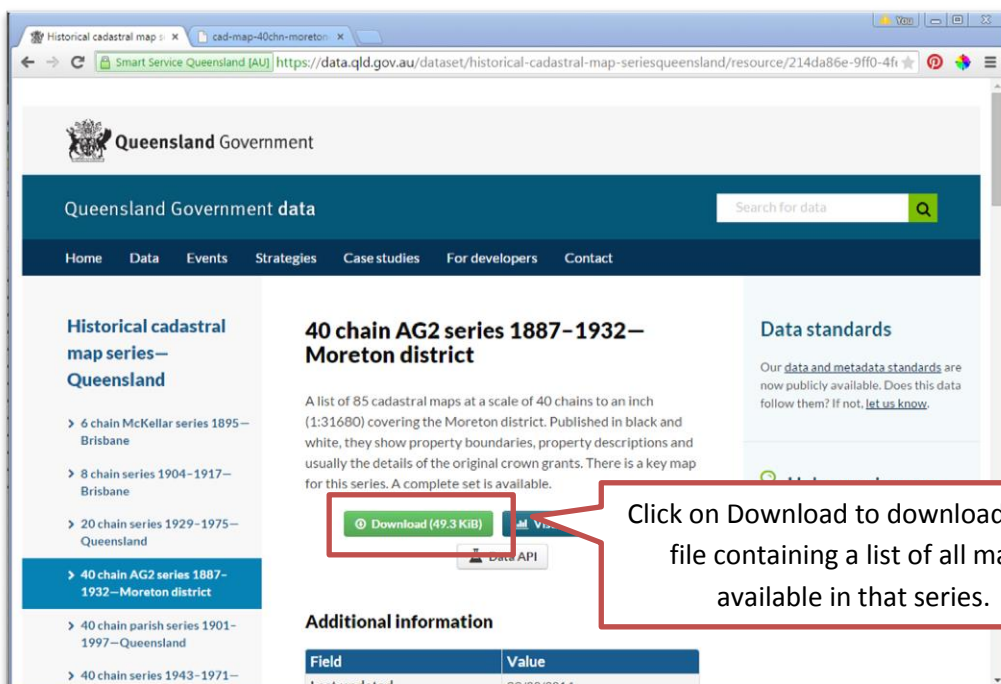 You
Historical cadastral map s
cad-map-40chn-moreton
Smart Service Queensland [AU] https://data.qld.gov.au/dataset/historical-cadastral-map-seriesqueensland/resource/214da86e-9ff0-4f
Queensland Government
Queensland Government data
Search for data
Home Data Events Strategies Case studies For developers Contact
Historical cadastral
map series—
Queensland
6 chain McKellar series 1895—
Brisbane
8 chain series 1904–1917—
Brisbane
20 chain series 1929–1975—
Queensland
40 chain AG2 series 1887–
1932—Moreton district
40 chain parish series 1901–
1997—Queensland
40 chain series 1943–1971—
40 chain AG2 series 1887–1932—
Moreton district
A list of 85 cadastral maps at a scale of 40 chains to an inch
(1:31680) covering the Moreton district. Published in black and
white, they show property boundaries, property descriptions and
usually the details of the original crown grants. There is a key map
for this series. A complete set is available.
Download (49.3 KiB)
Data API
Additional information
Field Value
Data standards
Our data and metadata standards are
now publicly available. Does this data
follow them? If not, let us know.
Click on Download to download
file containing a list of all ma
available in that series.